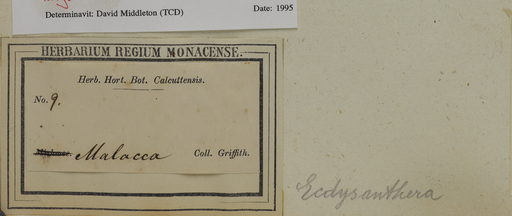 Determinavit: David Middleton (TCD) Date: 1995
HERBARIUM REGIUM MONACENSE.
Herb. Hort. Bot. Calcuttensis.
No. 9.
Malacca Coll. Griffith.
Ecdysanthera